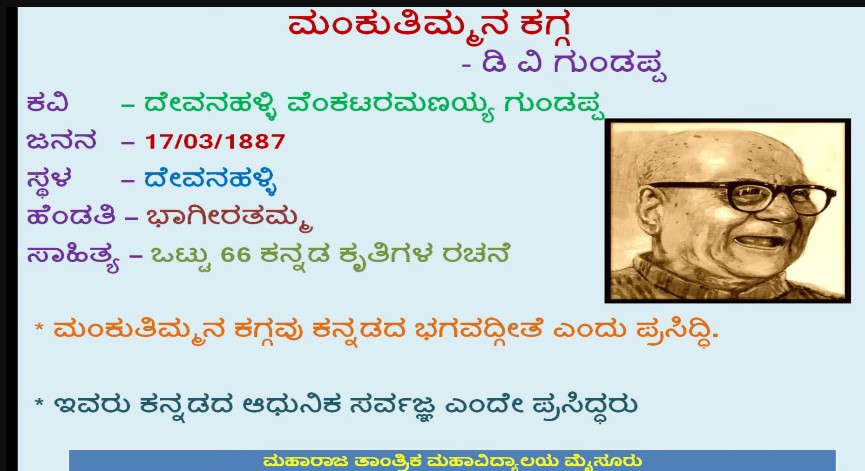 ಮಂಕುತಿಮ್ಮನ ಕಗ್ಗ
- ಡಿ ವಿ ಗುಂಡಪ್ಪ
ಕವಿ – ದೇವನಹಳ್ಳಿ ವೆಂಕಟರಮಣಯ್ಯ ಗುಂಡಪ್ಪ
ಜನನ – 17/03/1887
ಸ್ಥಳ – ದೇವನಹಳ್ಳಿ
ಹೆಂಡತಿ – ಭಾಗೀರತಮ್ಮ
ಸಾಹಿತ್ಯ – ಒಟ್ಟು 66 ಕನ್ನಡ ಕೃತಿಗಳ ರಚನೆ
* ಮಂಕುತಿಮ್ಮನ ಕಗ್ಗವು ಕನ್ನಡದ ಭಗವದ್ಗೀತೆ ಎಂದು ಪ್ರಸಿದ್ಧಿ.
* ಇವರು ಕನ್ನಡದ ಆಧುನಿಕ ಸರ್ವಜ್ಞ ಎಂದೇ ಪ್ರಸಿದ್ಧರು
ಮಹಾರಾಜ ತಾಂತ್ರಿಕ ಮಹಾವಿದ್ಯಾಲಯ ಮೈಸೂರು